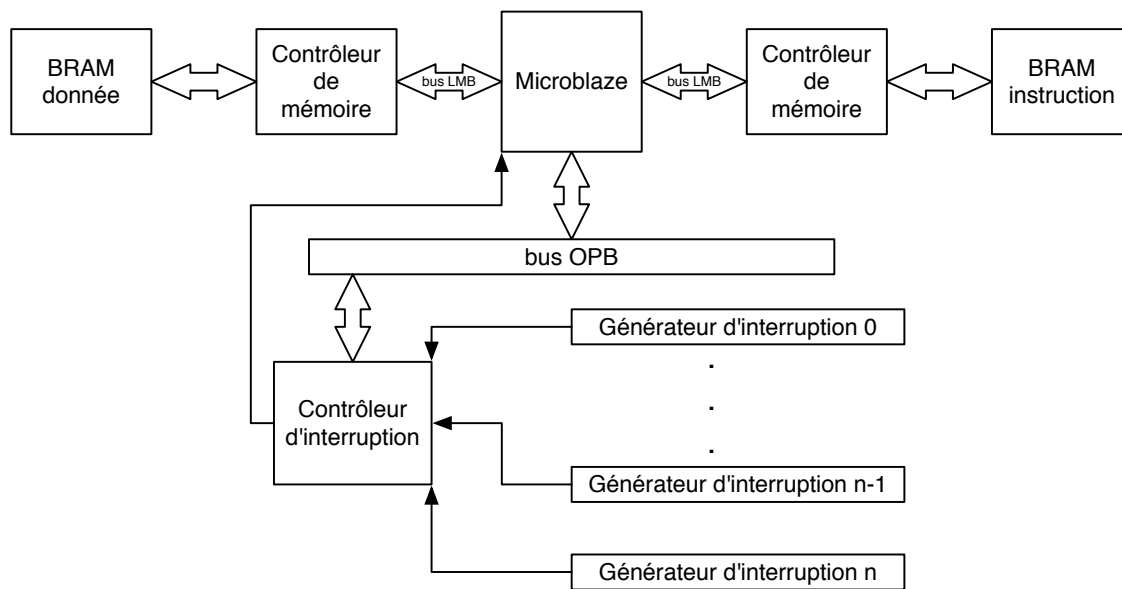 BRAM
donnée
Contrôleur
de
mémoire
bus LMB
Microblaze
bus LMB
Contrôleur
de
mémoire
BRAM
instruction
bus OPB
Générateur d'interruption 0
.
.
.
Contrôleur
d'interruption
Générateur d'interruption n-1
Générateur d'interruption n